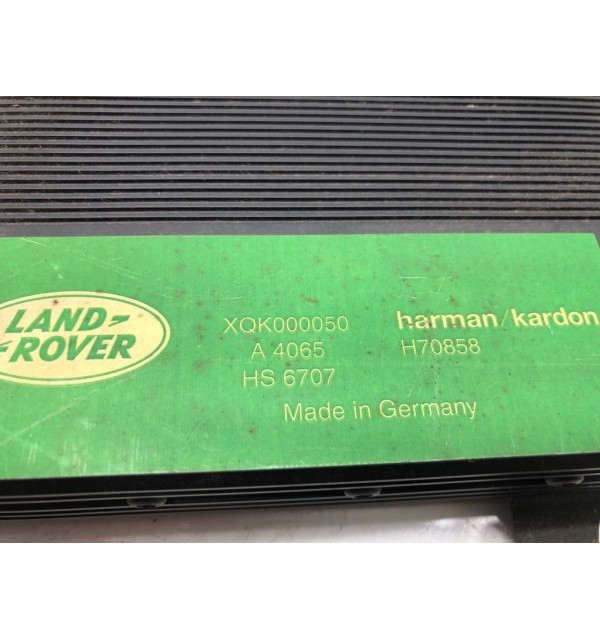 LAND-
-ROVER
XQK000050
A 4065
HS 6707
harman/kardon
H70858
Made in Germany